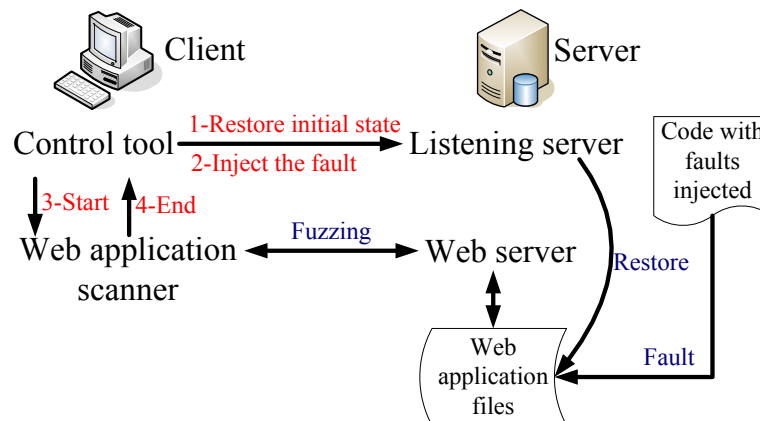 Client
Server
Control tool
1-Restore initial state
2-Inject the fault
Listening server
Code with
faults
injected
3-Start
4-End
Web application
scanner
Fuzzing
Web server
Restore
Web
application
files
Fault